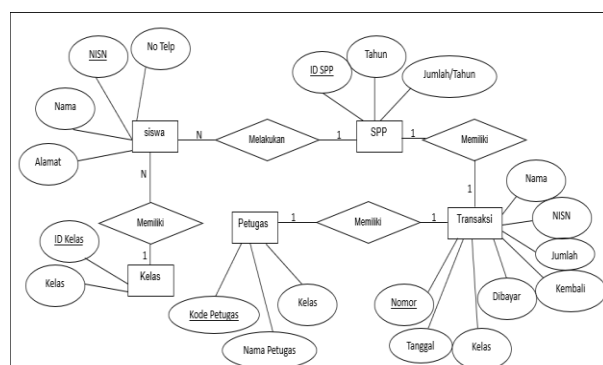 NISN
No Telp
Nama
Alamat
siswa
N
Melakukan
1
SPP
ID SPP
Tahun
Jumlah/Tahun
1
Memiliki
1
N
Memiliki
1
Kelas
ID Kelas
Kelas
Petugas
1
Memiliki
1
Transaksi
Nama
NISN
Jumlah
Kembali
Dibayar
Kelas
Tanggal
Nomor
Kode Petugas
Nama Petugas
Kelas